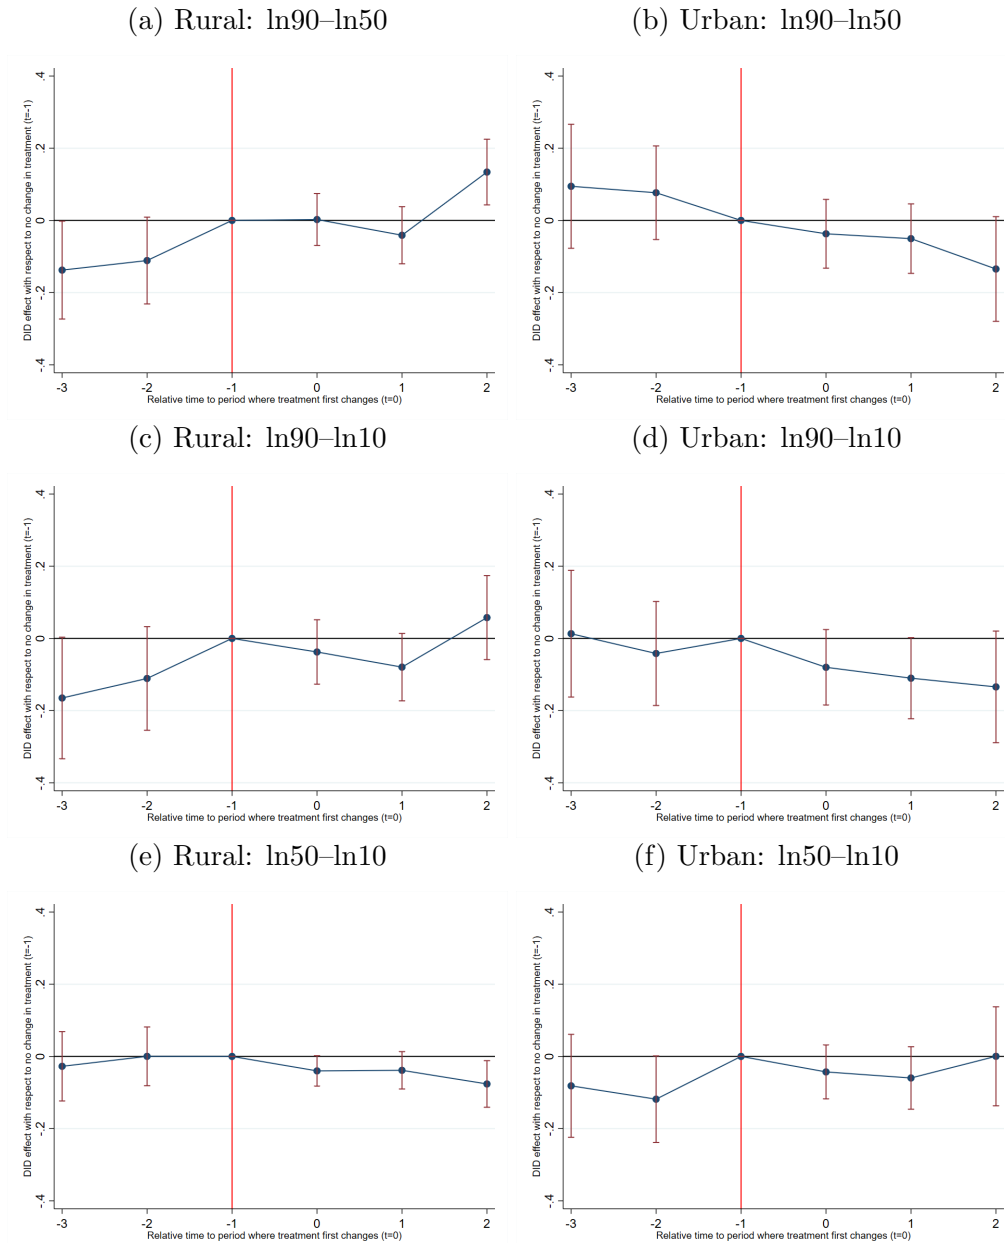 (a) Rural: ln90–ln50
DID effect with respect to no change in treatment (t=-1)
.4
.2
0
-.2
-.4
-3 -2 -1 0 1 2
Relative time to period where treatment first changes (t=0)
(b) Urban: ln90–ln50
DID effect with respect to no change in treatment (t=-1)
.4
.2
0
-.2
-.4
-3 -2 -1 0 1 2
Relative time to period where treatment first changes (t=0)
(c) Rural: ln90–ln10
DID effect with respect to no change in treatment (t=-1)
.4
.2
0
-.2
-.4
-3 -2 -1 0 1 2
Relative time to period where treatment first changes (t=0)
(d) Urban: ln90–ln10
DID effect with respect to no change in treatment (t=-1)
.4
.2
0
-.2
-.4
-3 -2 -1 0 1 2
Relative time to period where treatment first changes (t=0)
(e) Rural: ln50–ln10
DID effect with respect to no change in treatment (t=-1)
.4
.2
0
-.2
-.4
-3 -2 -1 0 1 2
Relative time to period where treatment first changes (t=0)
(f) Urban: ln50–ln10
DID effect with respect to no change in treatment (t=-1)
.4
.2
0
-.2
-.4
-3 -2 -1 0 1 2
Relative time to period where treatment first changes (t=0)